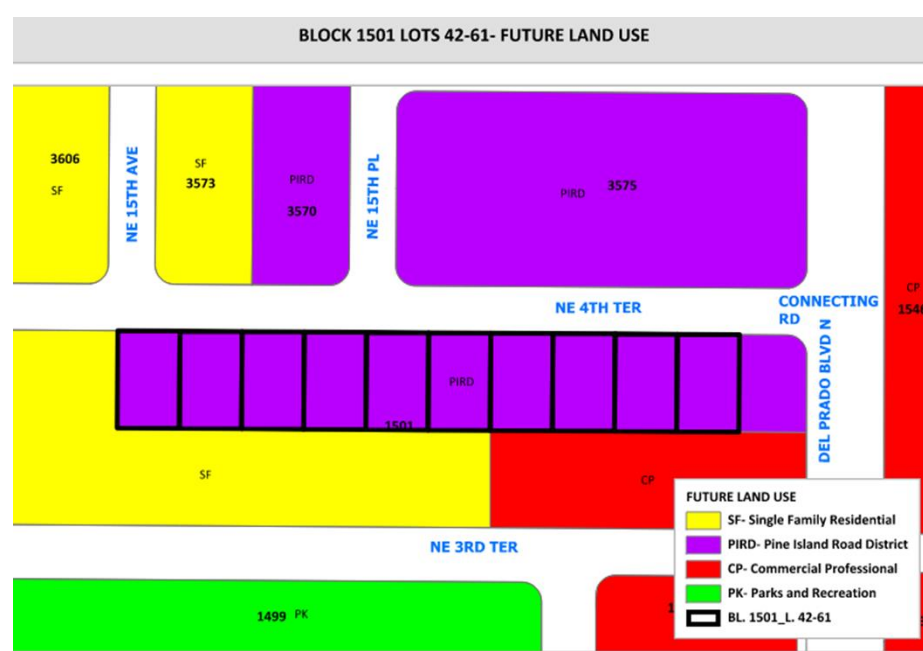 BLOCK 1501 LOTS 42-61- FUTURE LAND USE
3606
SF
NE 15TH AVE
SF
3573
PIRD
3570
NE 15TH PL
PIRD
3575
CP
NE 4TH TER
CONNECTING
RD
DEL PRADO BLVD N
PIRD
1501
SF
CP
NE 3RD TER
1499 PK
FUTURE LAND USE
SF- Single Family Residential
PIRD- Pine Island Road District
CP- Commercial Professional
PK- Parks and Recreation
BL. 1501_L. 42-61